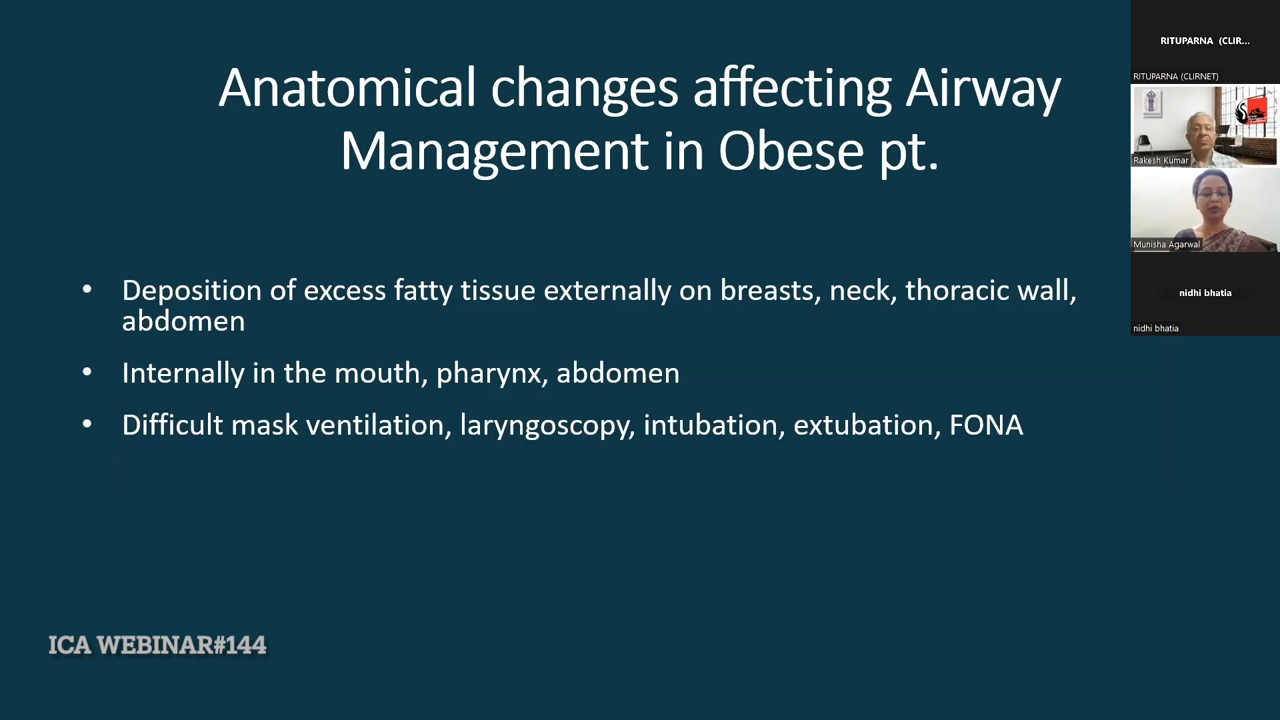 Anatomical changes affecting Airway
Management in Obese pt.
• Deposition of excess fatty tissue externally on breasts, neck, thoracic wall,
abdomen
• Internally in the mouth, pharynx, abdomen
• Difficult mask ventilation, laryngoscopy, intubation, extubation, FONA
ICA WEBINAR#144
RITUPARNA (CLIR...
RITUPARNA (CLIRNET)
Rakesh Kumar
Munisha Agarwal
nidhi bhatia
nidhi bhatia